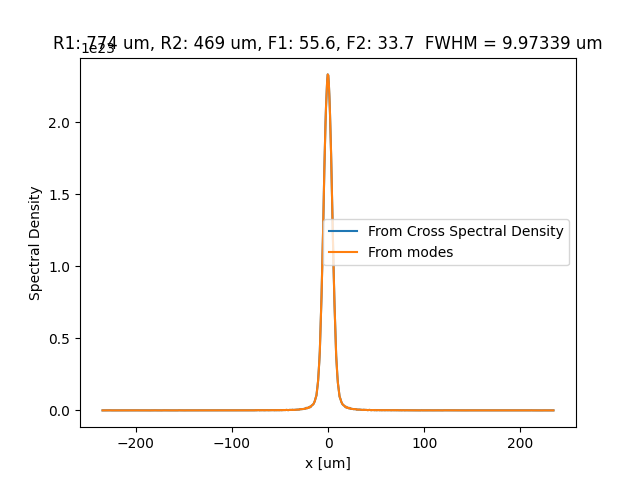 R1: 774 um, R2: 469 um, F1: 55.6, F2: 33.7  FWHM = 9.97339 um
1e23
2.0
1.5
1.0
0.5
0.0
Spectral Density
From Cross Spectral Density
From modes
−200
−100
0
100
200
x [um]